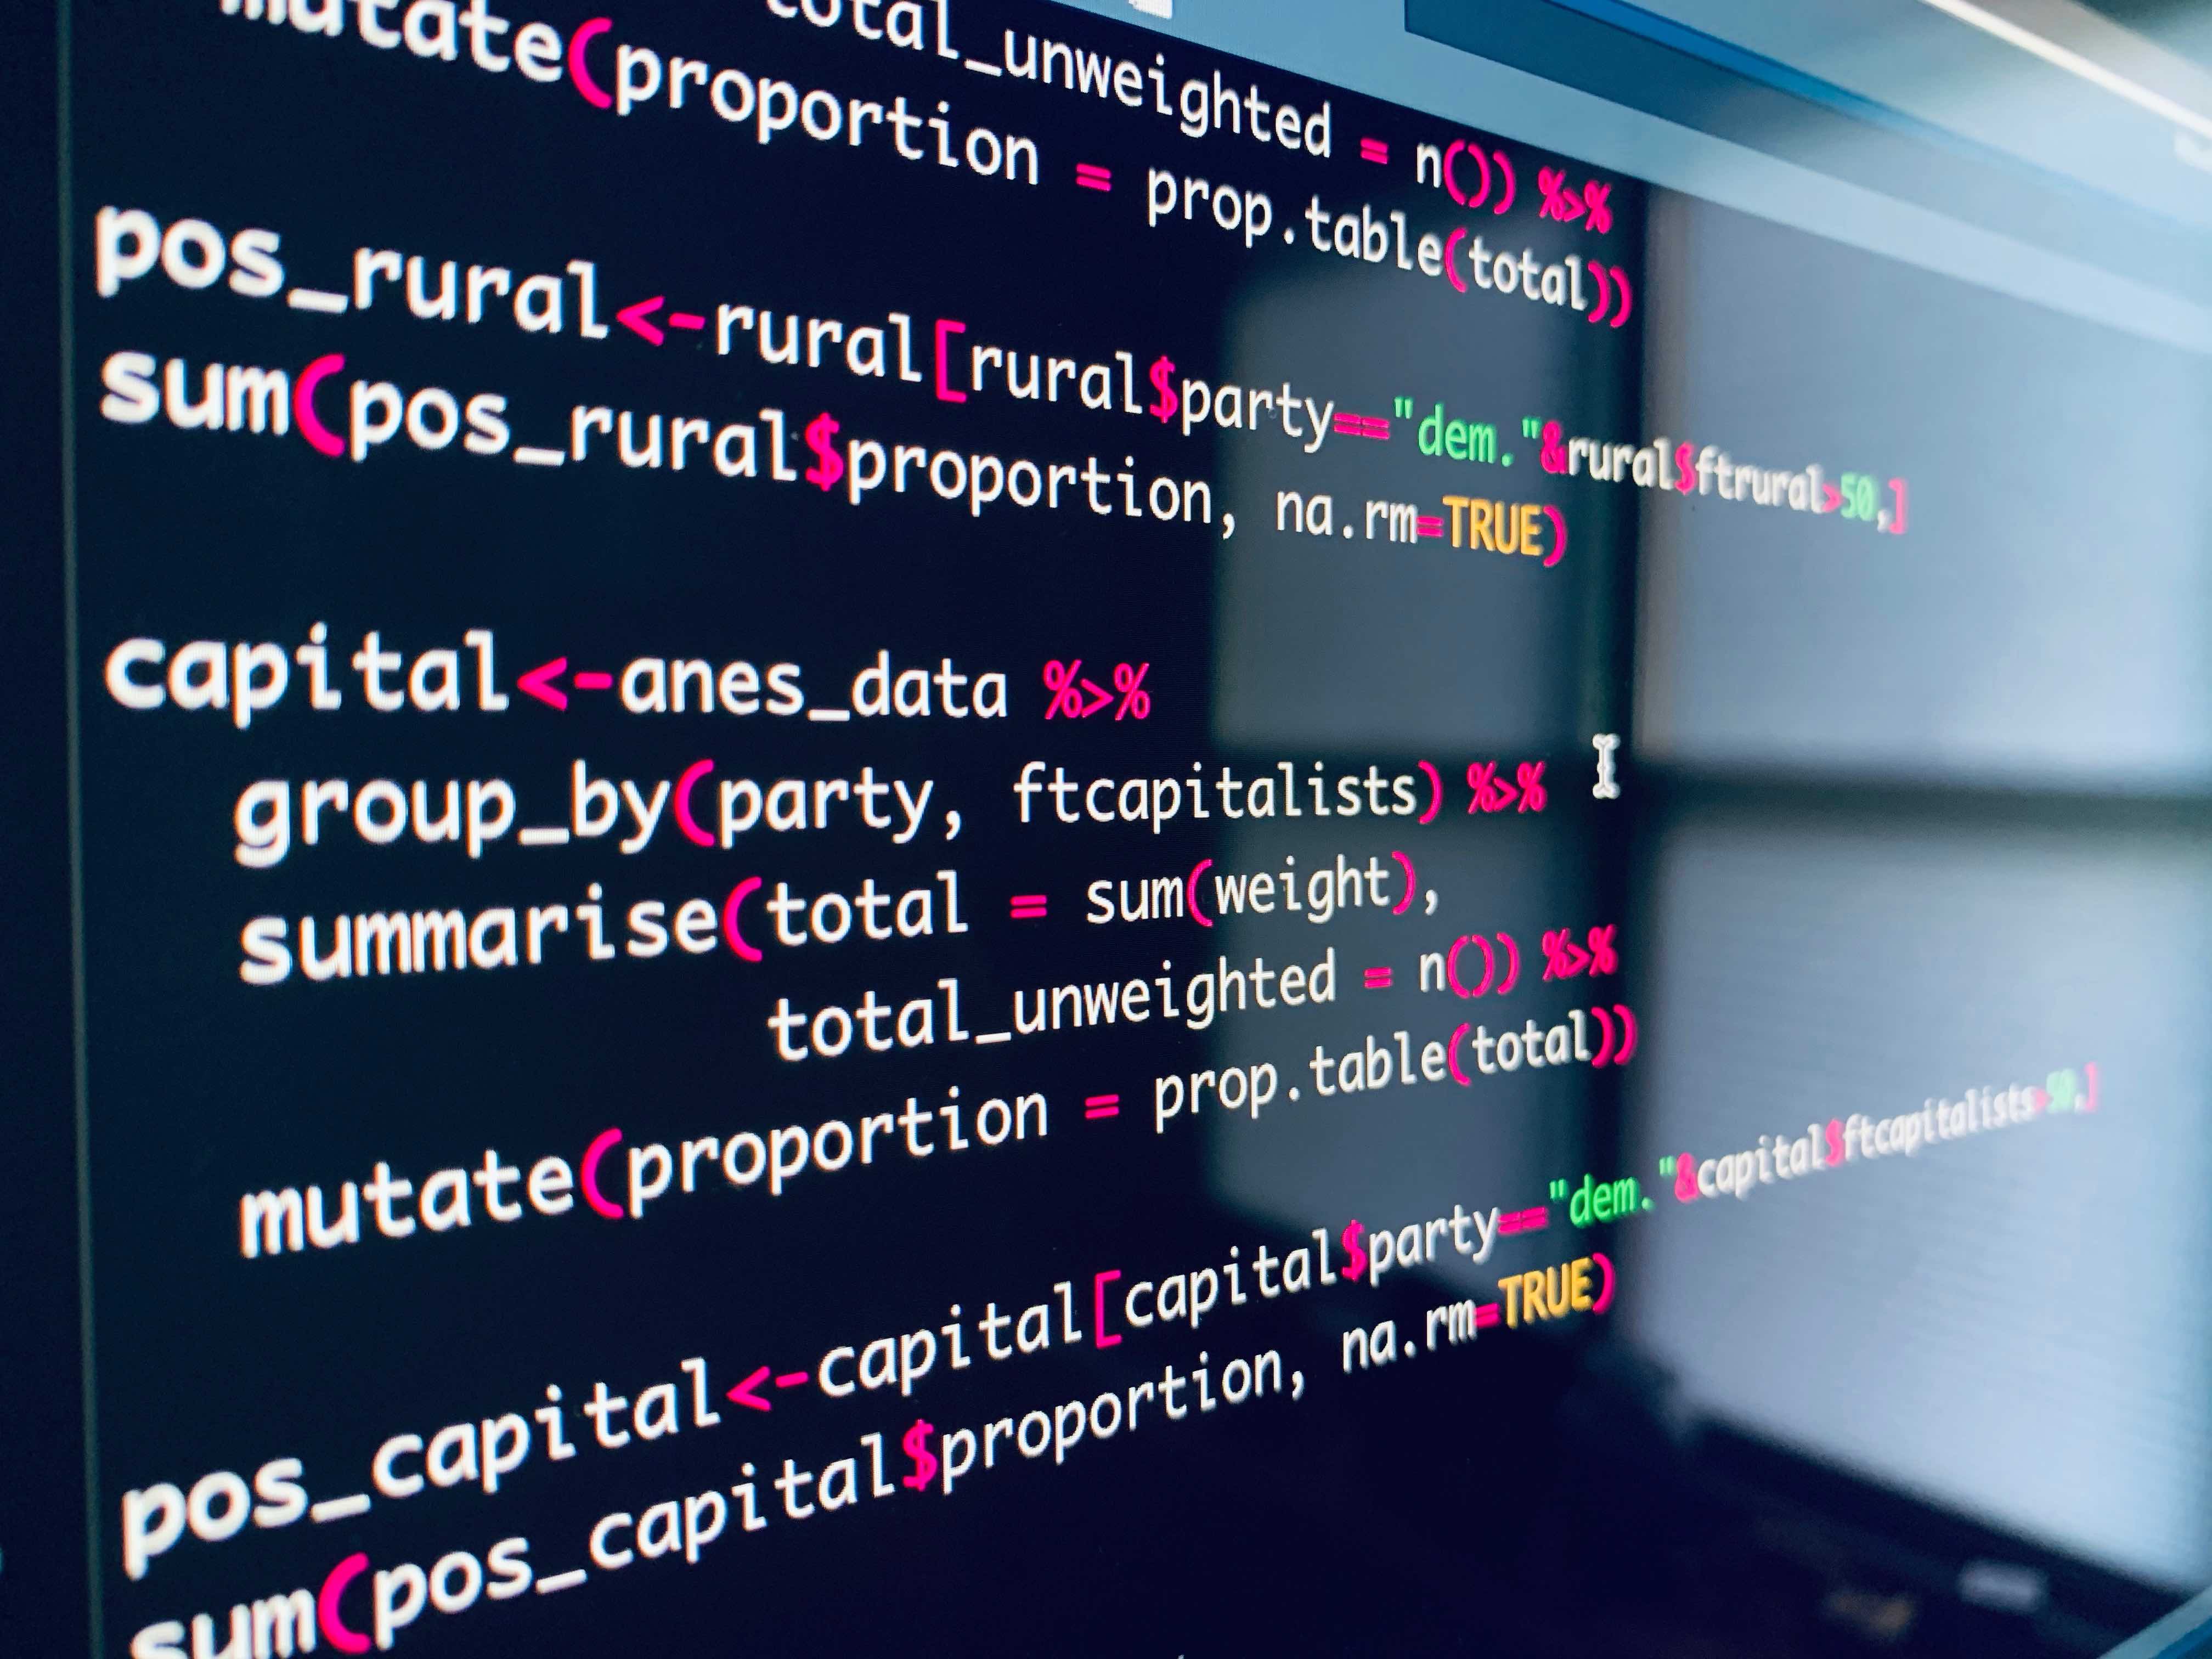 total_unweighted = n()) %>%
mutate(proportion = prop.table(total))
pos_rural<-rural[rural$party=="dem."&rural$ftrural>50,]
sum(pos_rural$proportion, na.rm=TRUE)
capital<-anes_data %>%
group_by(party, ftcapitalists) %>%
summarise(total = sum(weight),
total_unweighted = n()) %>%
mutate(proportion = prop.table(total))
pos_capital<-capital[capital$party=="dem."&capital$ftcapitalists>50,]
sum(pos_capital$proportion, na.rm=TRUE)